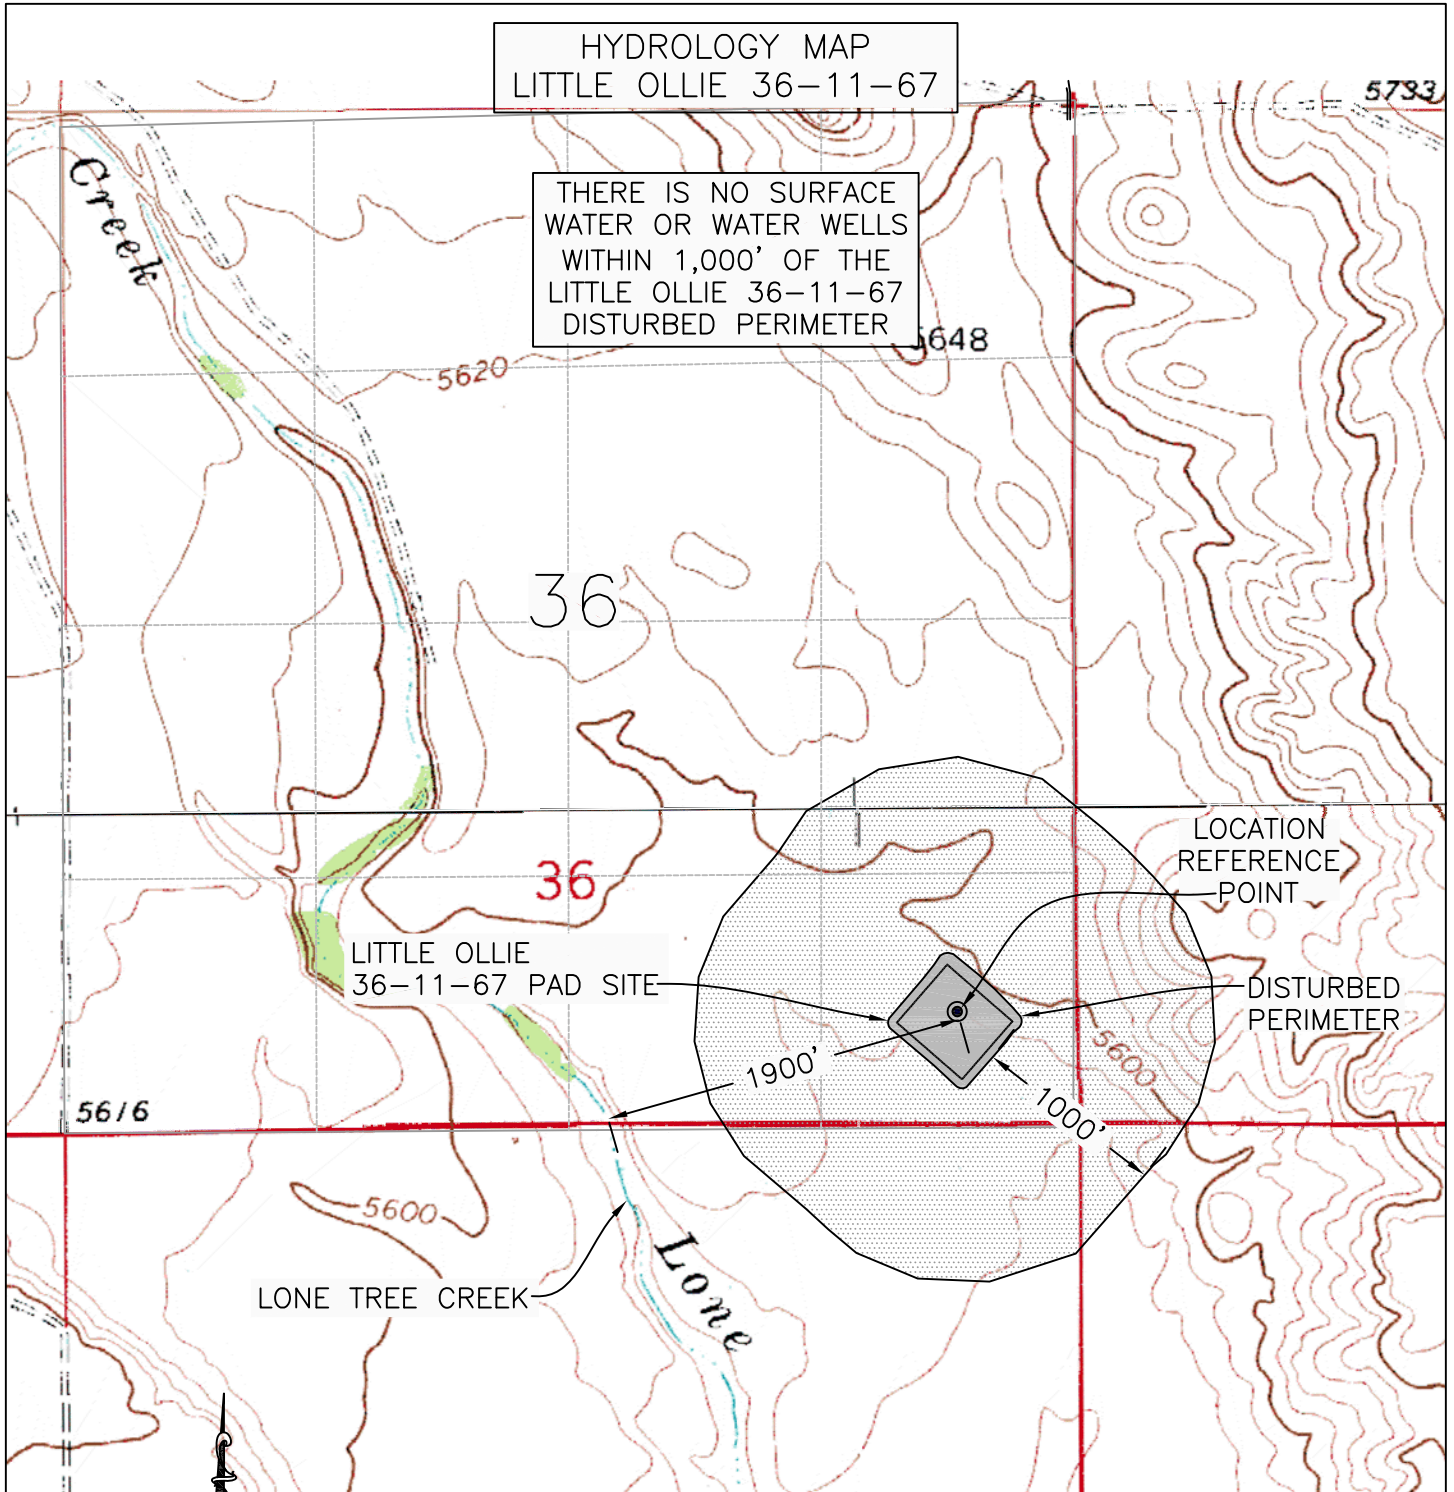 HYDROLOGY MAP
LITTLE OLLIE 36-11-67
5733
THERE IS NO SURFACE
WATER OR WATER WELLS
WITHIN 1,000' OF THE
LITTLE OLLIE 36-11-67
DISTURBED PERIMETER
Creek
5648
5620
36
LOCATION
REFERENCE
POINT
36
LITTLE OLLIE
36-11-67 PAD SITE
DISTURBED
PERIMETER
5600
1900'
1000'
5616
5600
Lone
LONE TREE CREEK